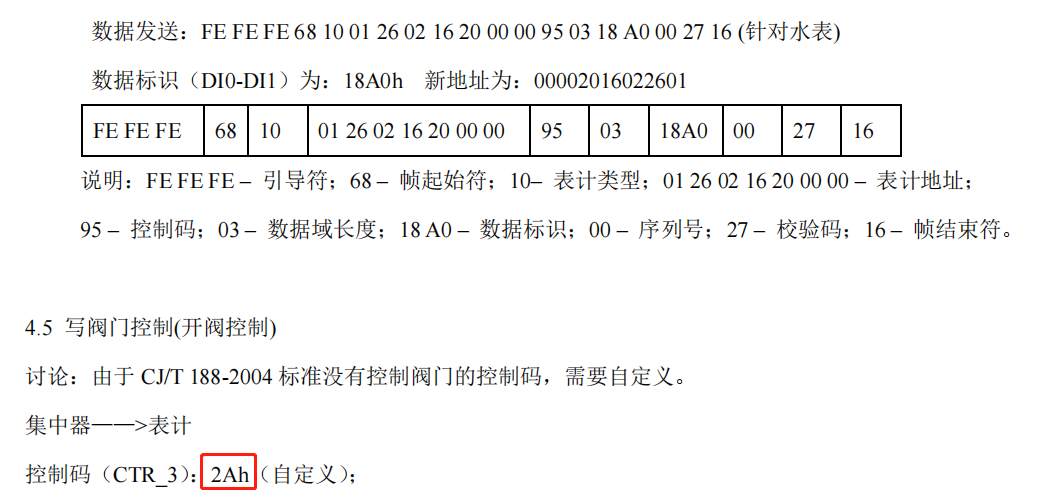 数据发送：FE FE FE 68 10 01 26 02 16 20 00 00 95 03 18 A0 00 27 16 (针对水表)
数据标识（DI0-DI1）为：18A0h 新地址为：00002016022601
FE FE FE 68 10 01 26 02 16 20 00 00 95 03 18A0 00 27 16
说明：FE FE FE – 引导符；68 – 帧起始符；10– 表计类型；01 26 02 16 20 00 00 – 表计地址；
95 – 控制码；03 – 数据域长度；18 A0 – 数据标识；00 – 序列号；27 – 校验码；16 – 帧结束符。
4.5 写阀门控制(开阀控制)
讨论：由于 CJ/T 188-2004 标准没有控制阀门的控制码，需要自定义。
集中器——>表计
控制码（CTR_3）：2Ah（自定义）；